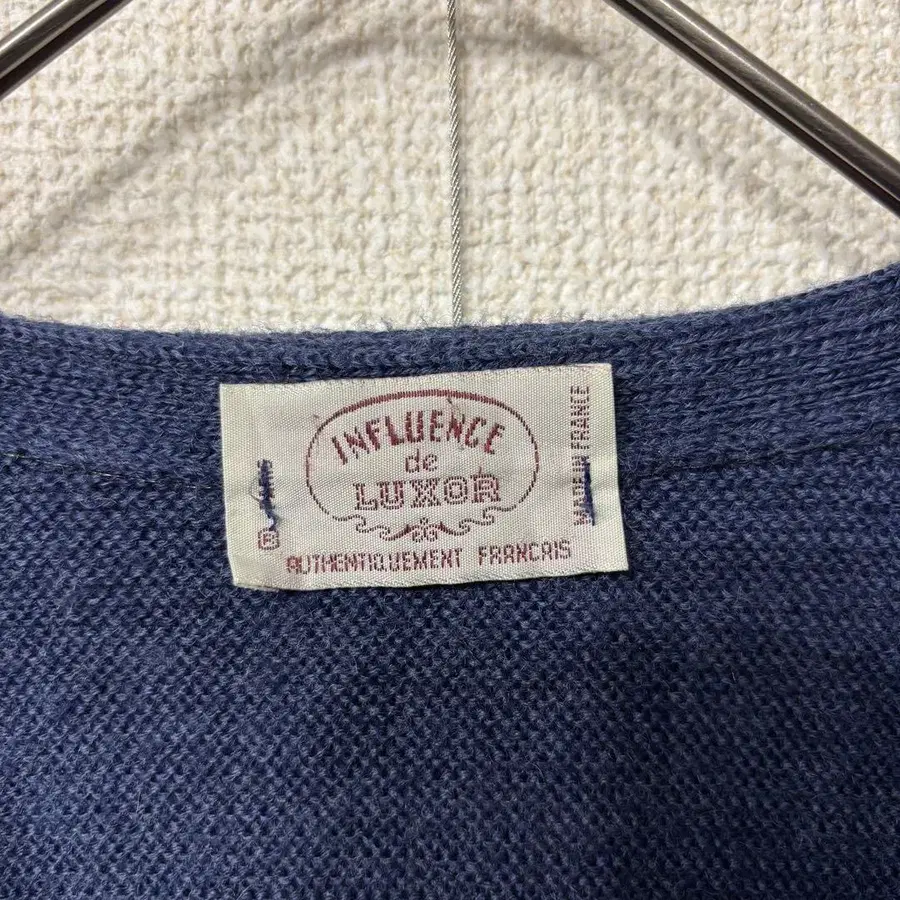 INFLUENCE
de
LUXOR
®
AUTHENTIQUEMENT FRANCAIS
MADE IN FRANCE